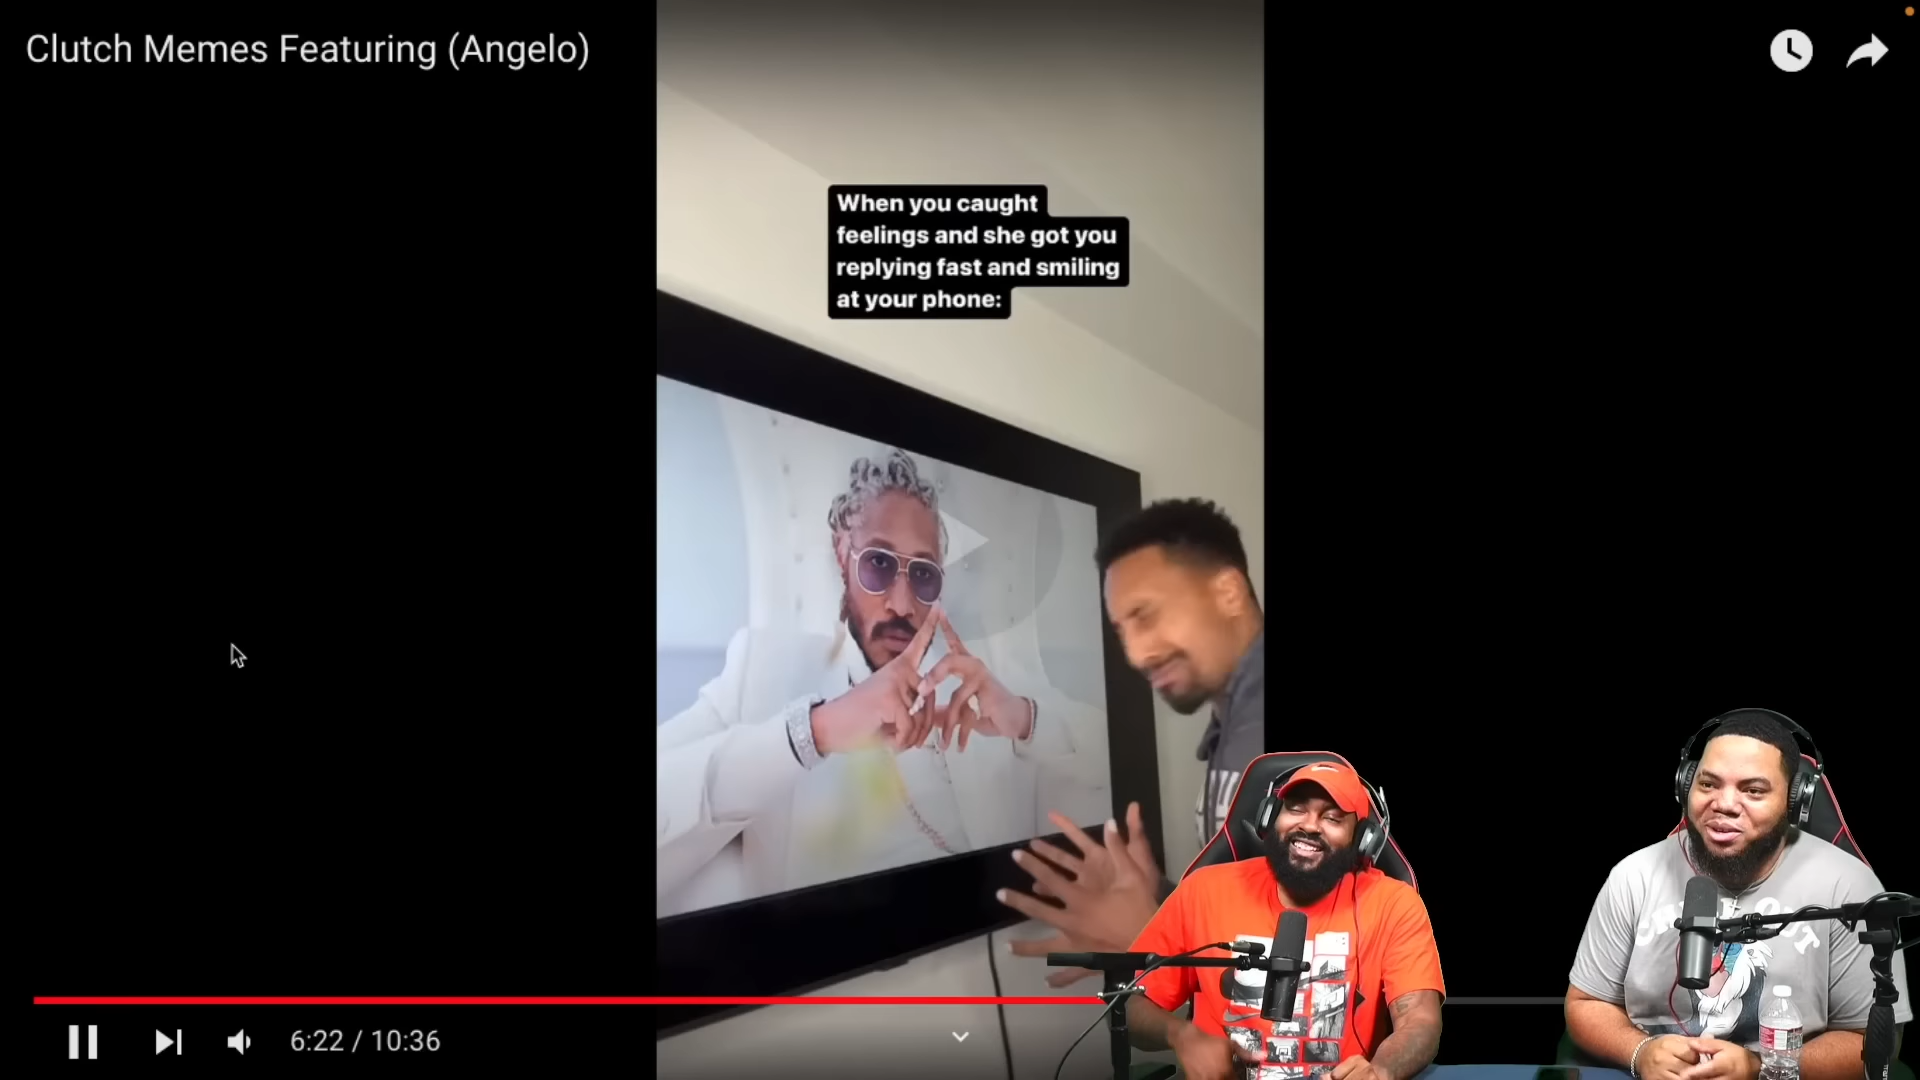 Clutch Memes Featuring (Angelo)
When you caught
feelings and she got you
replying fast and smiling
at your phone:
6:22 / 10:36